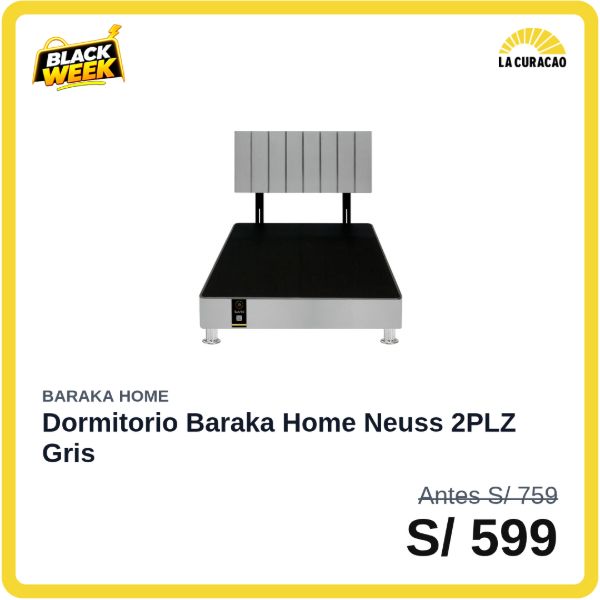 BLACK
WEEK
LA CURACAO
BARAKA HOME
Dormitorio Baraka Home Neuss 2PLZ
Gris
Antes S/ 759
S/ 599